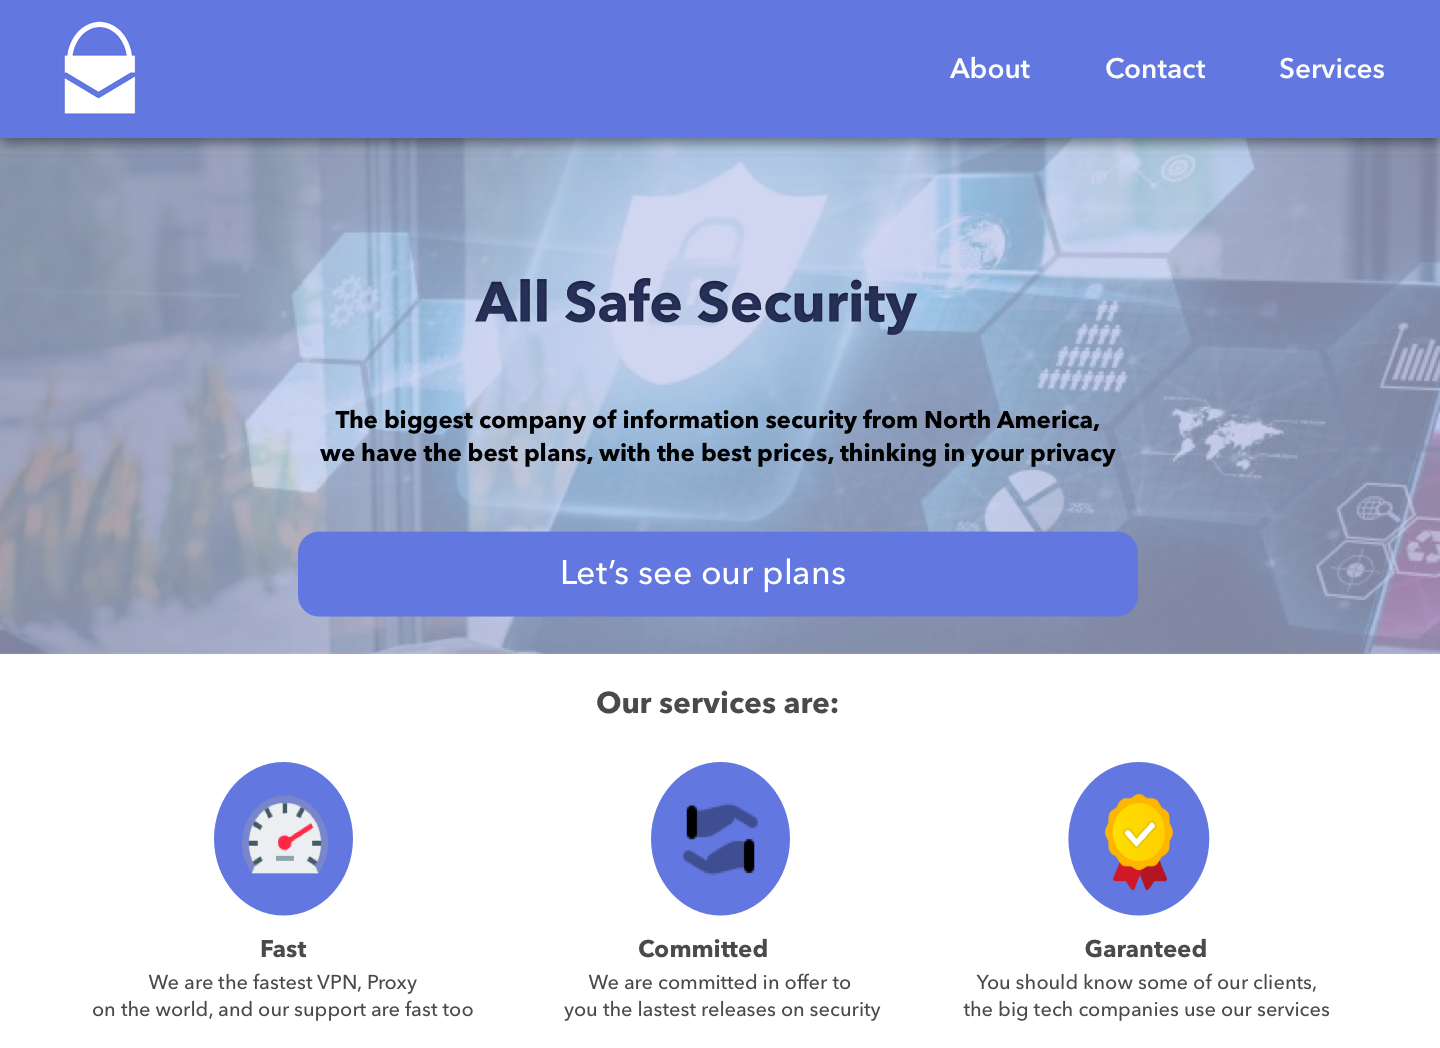 About Contact Services
All Safe Security
The biggest company of information security from North America,
we have the best plans, with the best prices, thinking in your privacy
25%
50%
Let’s see our plans
Our services are:
Fast Committed Garanteed
We are the fastest VPN, Proxy We are committed in offer to You should know some of our clients,
on the world, and our support are fast too you the lastest releases on security the big tech companies use our services